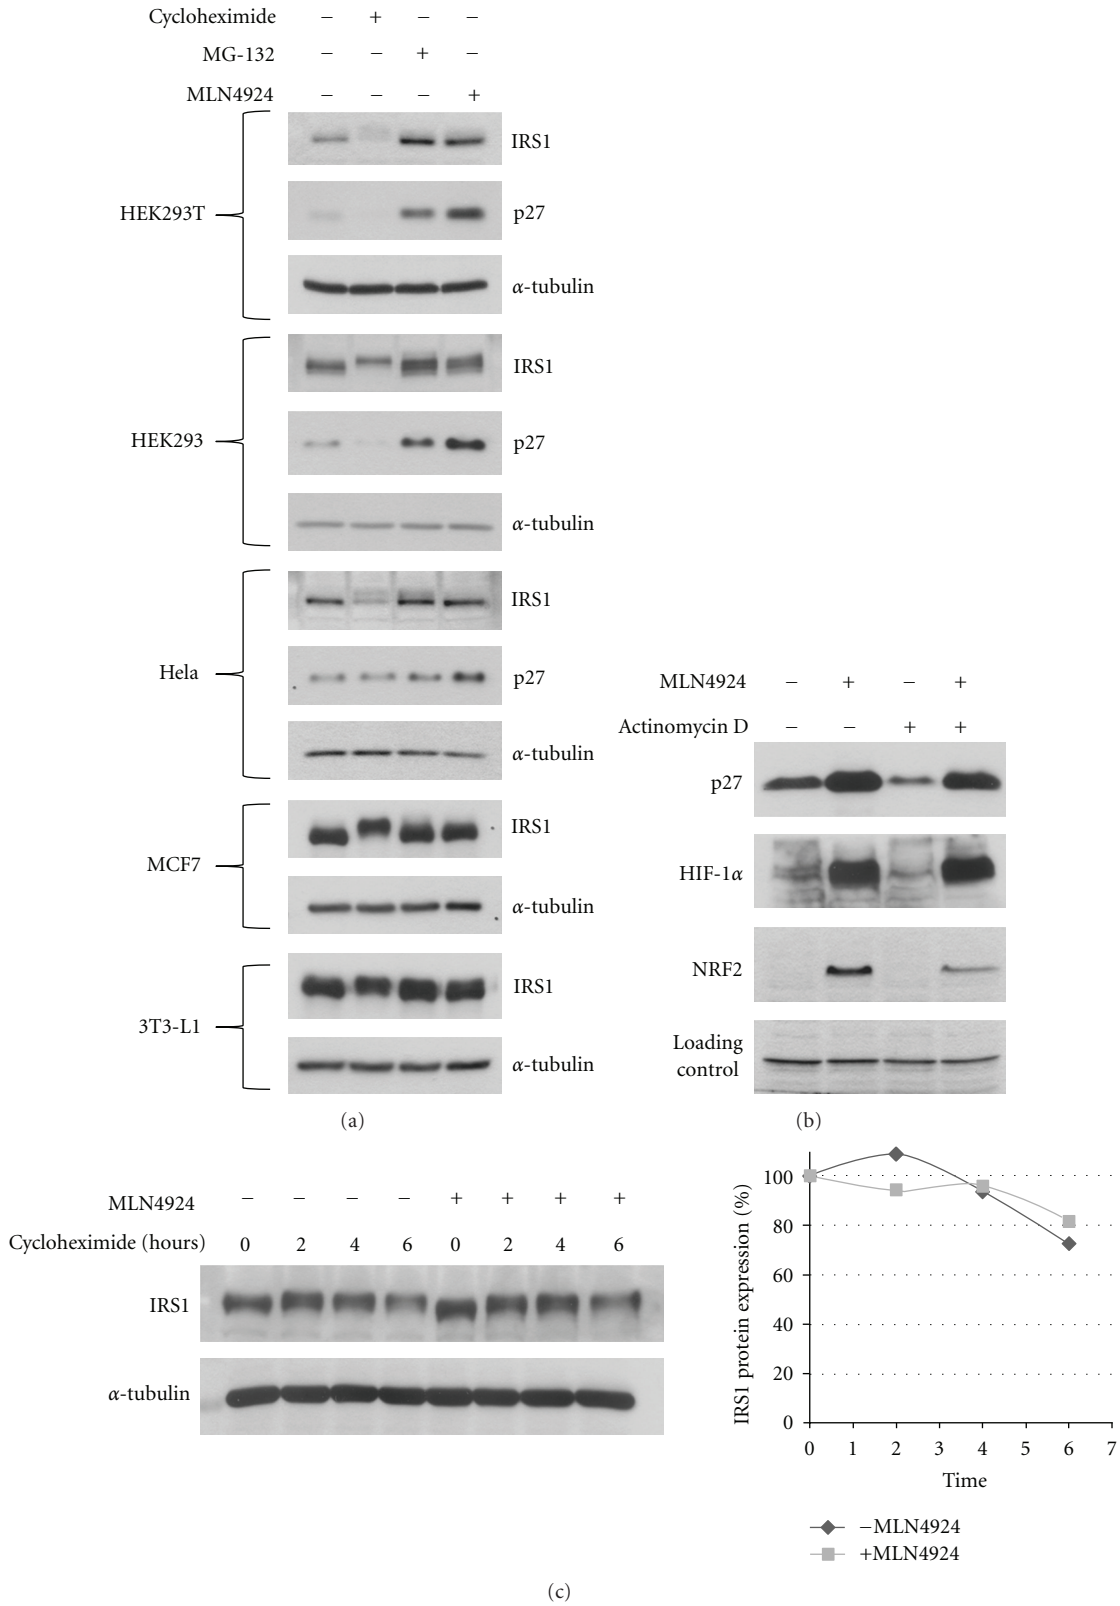 Cycloheximide − + − −
MG-132 − − + −
MLN4924 − − − +
HEK293T
IRS1
p27
α-tubulin
HEK293
IRS1
p27
α-tubulin
Hela
IRS1
p27
α-tubulin
MCF7
IRS1
α-tubulin
3T3-L1
IRS1
α-tubulin
(a)
MLN4924 − + − +
Actinomycin D − − + +
p27
HIF-1α
NRF2
Loading
control
(b)
MLN4924 − − − − + + + +
Cycloheximide (hours) 0 2 4 6 0 2 4 6
IRS1
α-tubulin
IRS1 protein expression (%)
100
80
60
40
20
0
0 1 2 3 4 5 6 7
Time
−MLN4924
+MLN4924
(c)